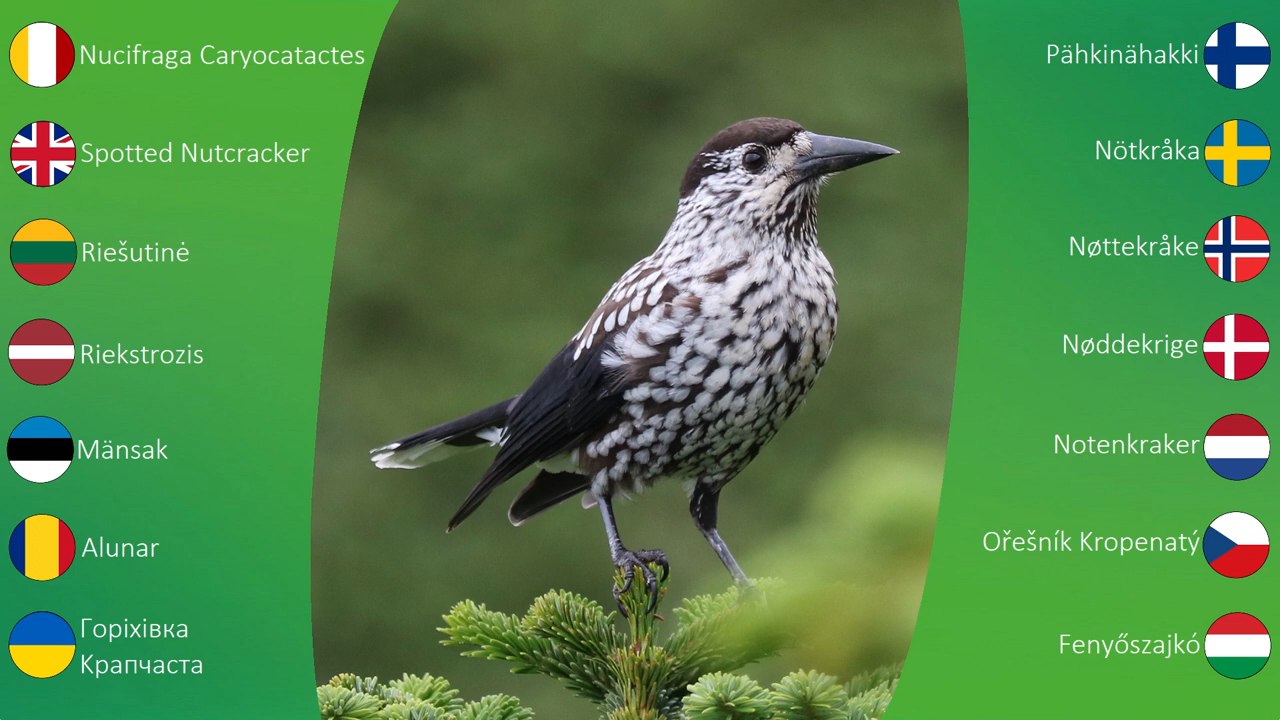 Nucifraga Caryocatactes
Spotted Nutcracker
Riešutinė
Riekstrozis
Mänsak
Alunar
Горіхівка
Крапчаста
Pähkinähakki
Nötkråka
Nøttekråke
Nøddekrige
Notenkraker
Ořešník Kropenatý
Fenyőszajkó